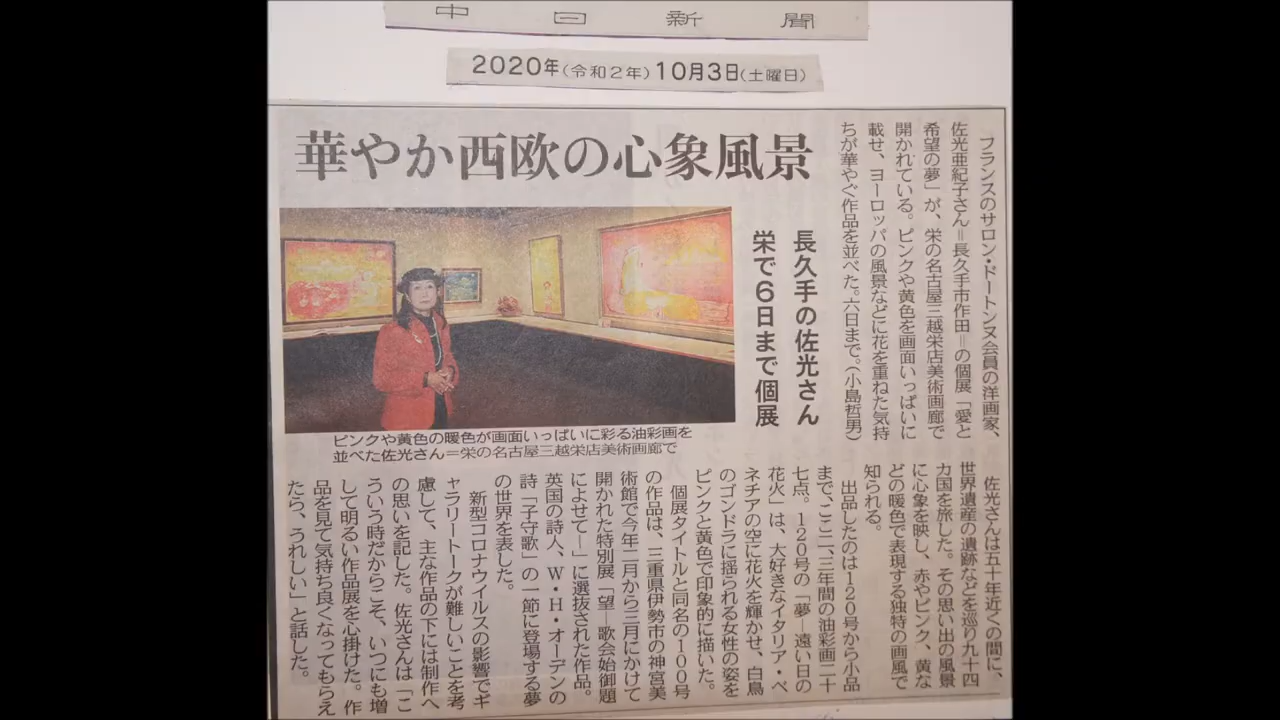 中日新聞
2020年(令和2年)10月3日(土曜日)
華やか西欧の心象風景
長久手の佐光さん
栄で6日まで個展
フランスのサロン・ドートンヌ会員の洋画家、
佐光亜紀子さん=長久手市作田=の個展「愛と
希望の夢」が、栄の名古屋三越栄店美術画廊で
開かれている。ピンクや黄色を画面いっぱいに
載せ、ヨーロッパの風景などに花を重ねた気持
ちが華やぐ作品を並べた。六日まで。(小島哲男)
ピンクや黄色の暖色が画面いっぱいに彩る油彩画を
並べた佐光さん=栄の名古屋三越栄店美術画廊で
佐光さんは五十年近くの間に、
世界遺産の遺跡などを巡り九十四
カ国を旅した。その思い出の風景
に心象を映し、赤やピンク、黄な
どの暖色で表現する独特の画風で
知られる。
出品したのは120号から小品
まで、ここ二、三年間の油彩画二十
七点。120号の「夢―遠い日の
花火」は、大好きなイタリア・ベ
ネチアの空に花火を輝かせ、白鳥
のゴンドラに揺られる女性の姿を
ピンクと黄色で印象的に描いた。
個展タイトルと同名の100号
の作品は、三重県伊勢市の神宮美
術館で今年二月から三月にかけて
開かれた特別展「望―歌会始御題
によせて―」に選抜された作品。
英国の詩人、W・H・オーデンの
詩「子守歌」の一節に登場する夢
の世界を表した。
新型コロナウイルスの影響でギ
ャラリートークが難しいことを考
慮して、主な作品の下には制作へ
の思いを記した。佐光さんは「こ
ういう時だからこそ、いつにも増
して明るい作品展を心掛けた。作
品を見て気持ち良くなってもらえ
たら、うれしい」と話した。